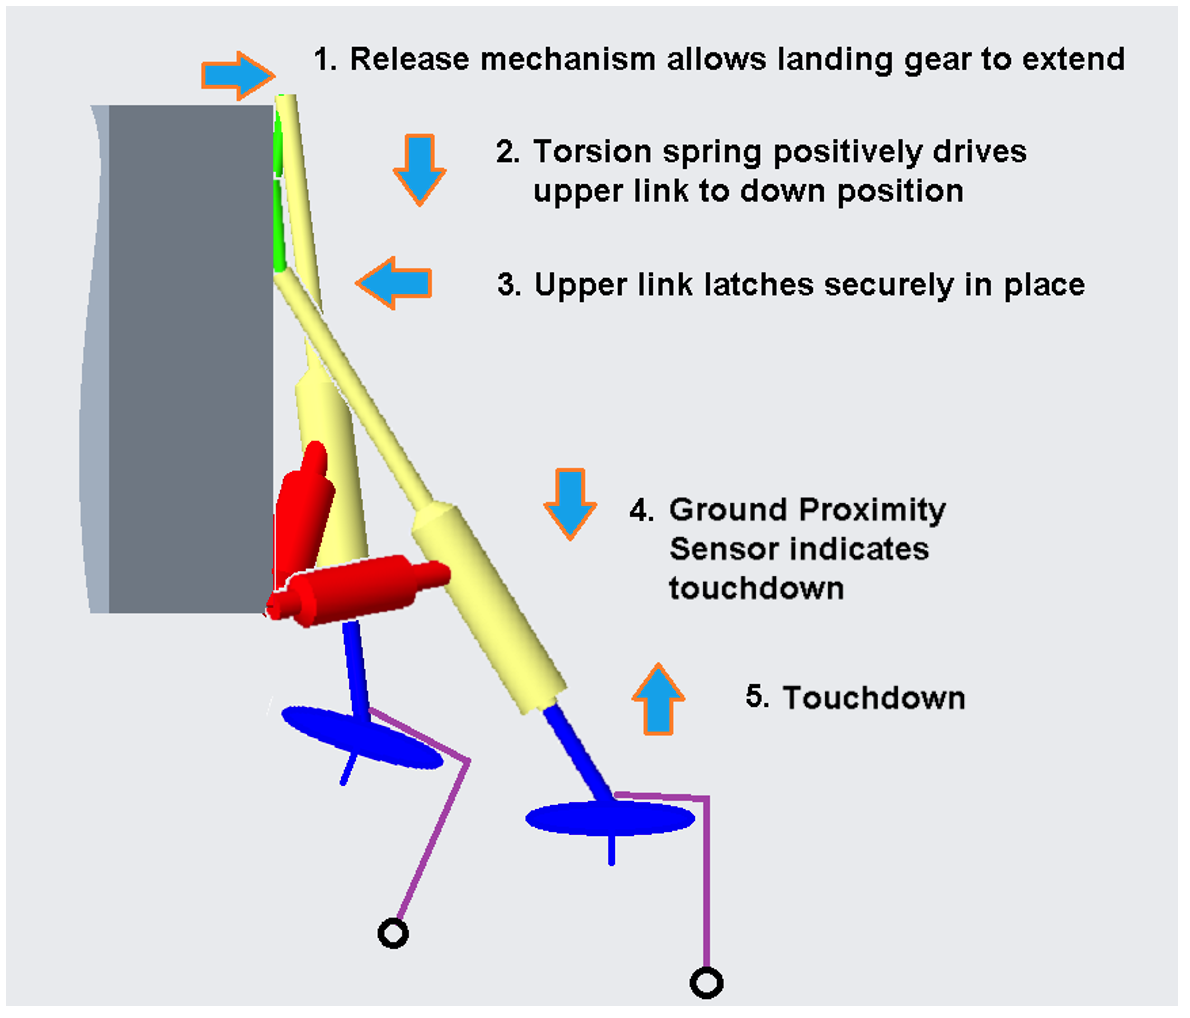 1. Release mechanism allows landing gear to extend
2. Torsion spring positively drives
upper link to down position
3. Upper link latches securely in place
4. Ground Proximity
Sensor indicates
touchdown
5. Touchdown